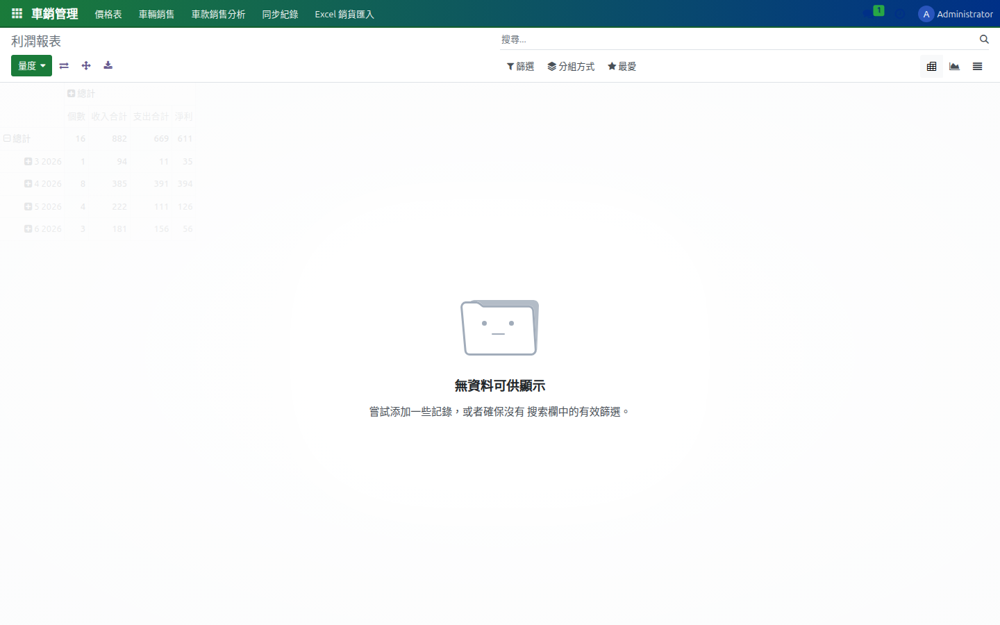 車銷管理 價格表 車輛銷售 車款銷售分析 同步紀錄 Excel 銷貨匯入 1 A Administrator
利潤報表
搜尋...
量度
篩選 分組方式 最愛
總計
個數 收入合計 支出合計 淨利
總計 16 882 669 611
3 2026 1 94 11 35
4 2026 8 385 391 394
5 2026 4 222 111 126
6 2026 3 181 156 56
無資料可供顯示
嘗試添加一些記錄，或者確保沒有 搜索欄中的有效篩選。